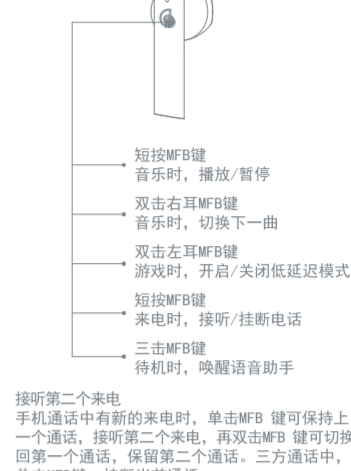 短按MFB键
音乐时，播放/暂停
双击右耳MFB键
音乐时，切换下一曲
双击左耳MFB键
游戏时，开启/关闭低延迟模式
短按MFB键
来电时，接听/挂断电话
三击MFB键
待机时，唤醒语音助手
接听第二个来电
手机通话中有新的来电时，单击MFB 键可保持上
一个通话，接听第二个来电，再双击MFB 键可切换
回第一个通话，保留第二个通话。三方通话中，